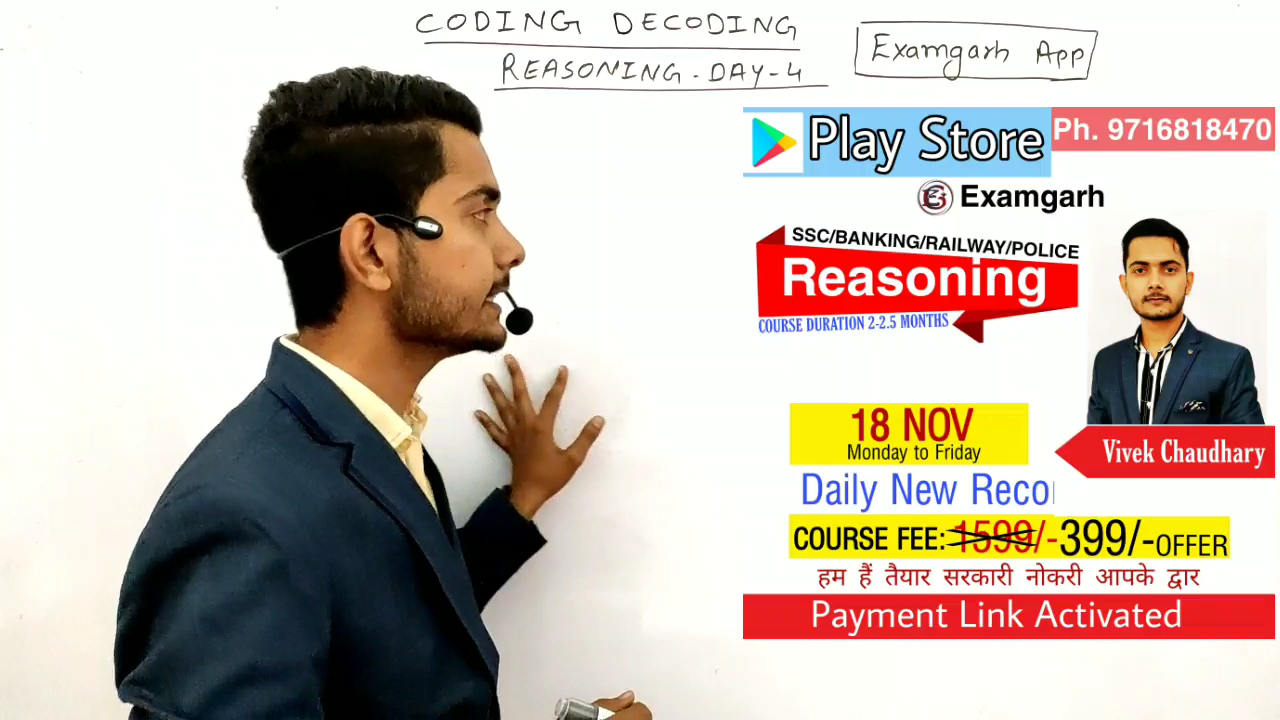 CODING DECODING
REASONING. DAY-4
Examgarh App
Play Store
Ph. 9716818470
Examgarh
SSC/BANKING/RAILWAY/POLICE
Reasoning
COURSE DURATION 2-2.5 MONTHS
18 NOV
Monday to Friday
Vivek Chaudhary
Daily New
COURSE FEE: 1599/- 399/- OFFER
हम हैं तैयार सरकारी नोकरी आपके द्वार
Payment Link Activated